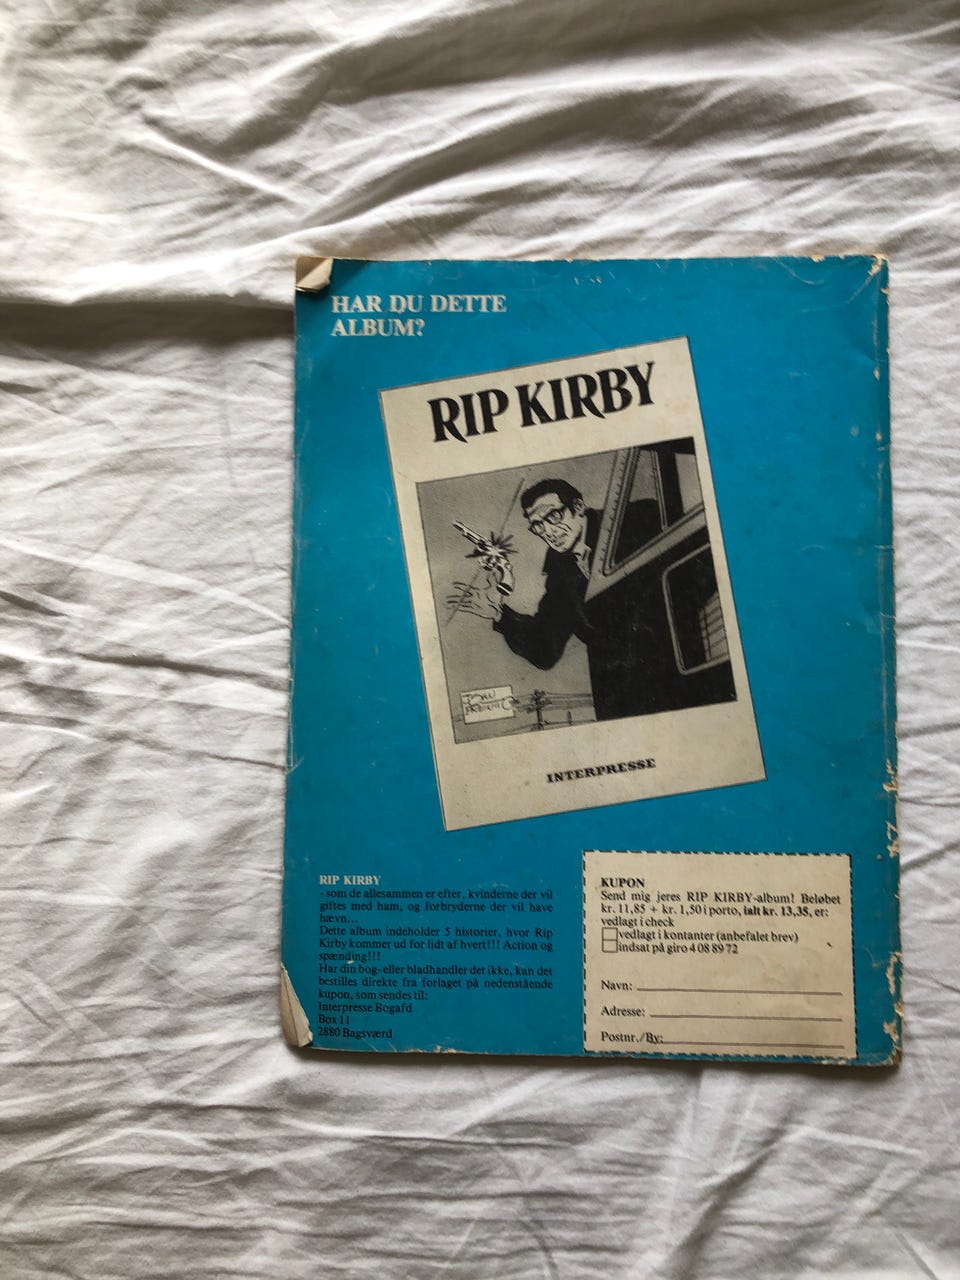 HAR DU DETTE
ALBUM?
RIP KIRBY
INTERPRESSE
RIP KIRBY
- som de allesammen er efter, kvinderne der vil
giftes med ham, og forbryderne der vil have
hævn...
Dette album indeholder 5 historier, hvor Rip
Kirby kommer ud for lidt af hvert!!! Action og
spænding!!!
Har din bog- eller bladhandler det ikke, kan det
bestilles direkte fra forlaget på nedenstående
kupon, som sendes til:
Interpresse Bogafd
Box 11
2880 Bagsværd
KUPON
Send mig jeres RIP KIRBY-album! Beløbet
kr. 11,85 + kr. 1,50 i porto, ialt kr. 13,35, er:
vedlagt i check
vedlagt i kontanter (anbefalet brev)
indsat på giro 4 08 89 72
Navn:
Adresse:
Postnr./By: